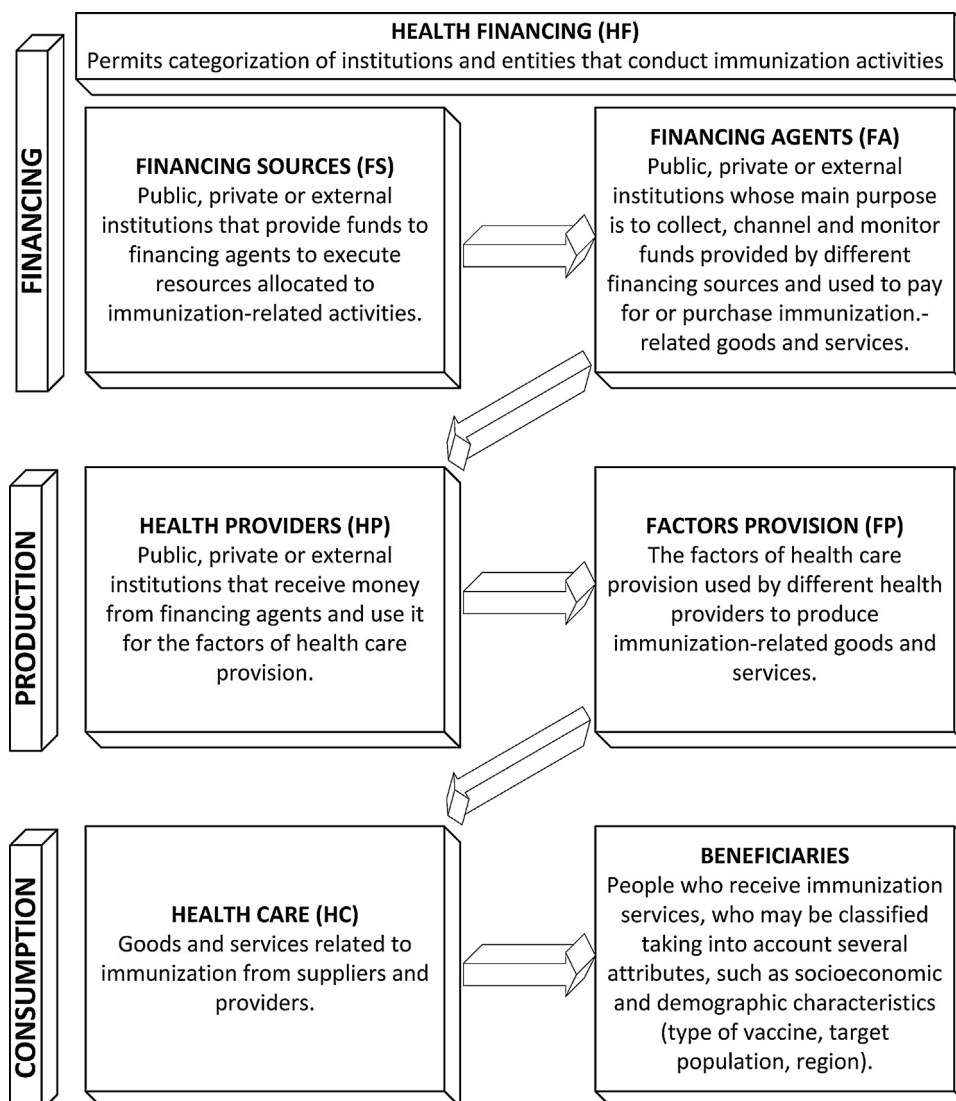 HEALTH FINANCING (HF)
Permits categorization of institutions and entities that conduct immunization activities
FINANCING
FINANCING SOURCES (FS)
Public, private or external
institutions that provide funds to
financing agents to execute
resources allocated to
immunization-related activities.
FINANCING AGENTS (FA)
Public, private or external
institutions whose main purpose
is to collect, channel and monitor
funds provided by different
financing sources and used to pay
for or purchase immunization.-
related goods and services.
PRODUCTION
HEALTH PROVIDERS (HP)
Public, private or external
institutions that receive money
from financing agents and use it
for the factors of health care
provision.
FACTORS PROVISION (FP)
The factors of health care
provision used by different health
providers to produce
immunization-related goods and
services.
CONSUMPTION
HEALTH CARE (HC)
Goods and services related to
immunization from suppliers and
providers.
BENEFICIARIES
People who receive immunization
services, who may be classified
taking into account several
attributes, such as socioeconomic
and demographic characteristics
(type of vaccine, target
population, region).